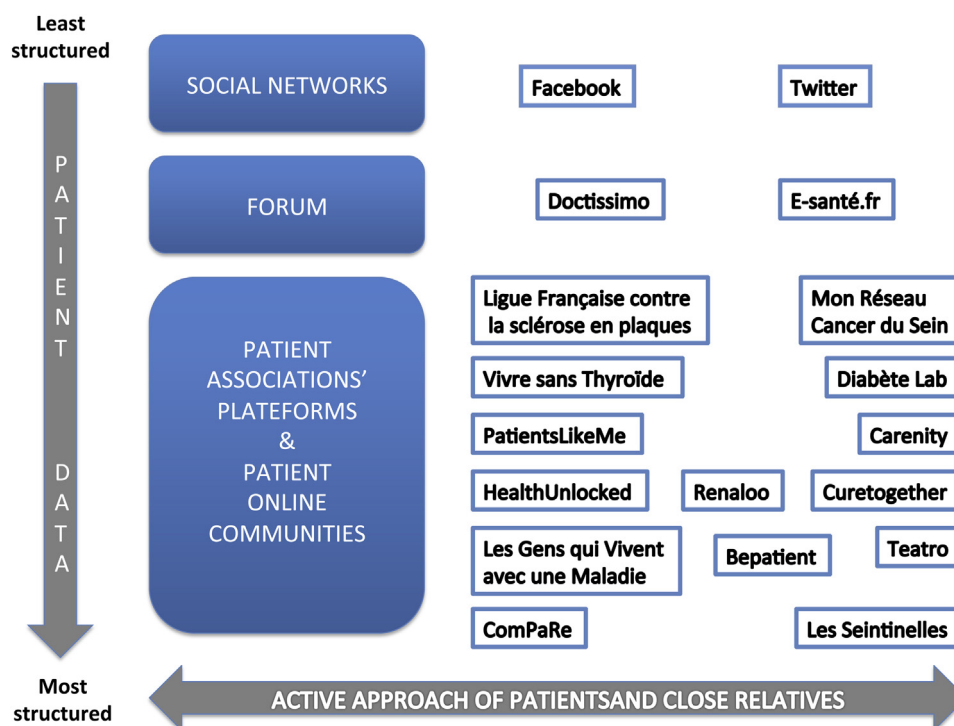 Least
structured
PATIENT DATA
SOCIAL NETWORKS
Facebook
Twitter
FORUM
Doctissimo
E-santé.fr
PATIENT
ASSOCIATIONS’
PLATEFORMS
&
PATIENT
ONLINE
COMMUNITIES
Ligue Française contre
la sclérose en plaques
Mon Réseau
Cancer du Sein
Vivre sans Thyroïde
Diabète Lab
PatientsLikeMe
Carenity
HealthUnlocked
Renaloo
Curetogether
Les Gens qui Vivent
avec une Maladie
Bepatient
Teatro
ComPaRe
Les Seintinelles
Most
structured
ACTIVE APPROACH OF PATIENTSAND CLOSE RELATIVES